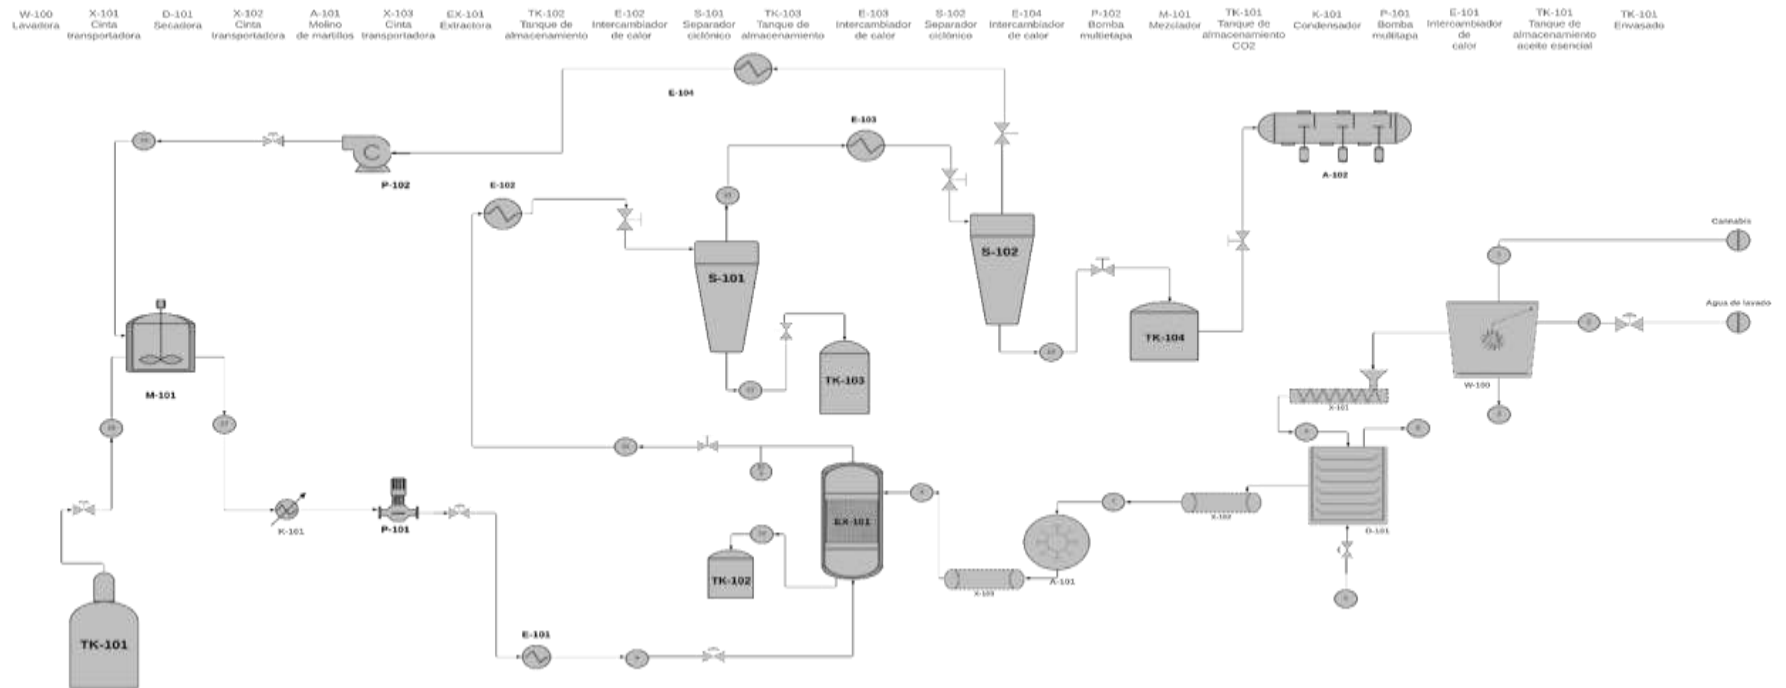 W-100
Lavadora
X-101
Cinta
transportadora
D-101
Secadora
X-102
Cinta
transportadora
A-101
Molino
de martillos
X-103
Cinta
transportadora
EX-101
Extractora
TK-102
Tanque de
almacenamiento
E-102
Intercambiador
de calor
S-101
Separador
ciclónico
TK-103
Tanque de
almacenamiento
E-103
Intercambiador
de calor
S-102
Separador
ciclónico
E-104
Intercambiador
de calor
P-102
Bomba
multietapa
M-101
Mezclador
TK-101
Tanque de
almacenamiento
CO2
K-101
Condensador
P-101
Bomba
multitapa
E-101
Intercambiador
de
calor
TK-101
Tanque de
almacenamiento
aceite esencial
TK-101
Envasado
E-104
E-103
A-102
C
P-102
E-102
Cannabis
S-102
S-101
Agua de lavado
TK-104
TK-103
W-100
M-101
X-101
EX-101
X-102
D-101
K-101
P-101
TK-102
A-101
X-103
E-101
TK-101